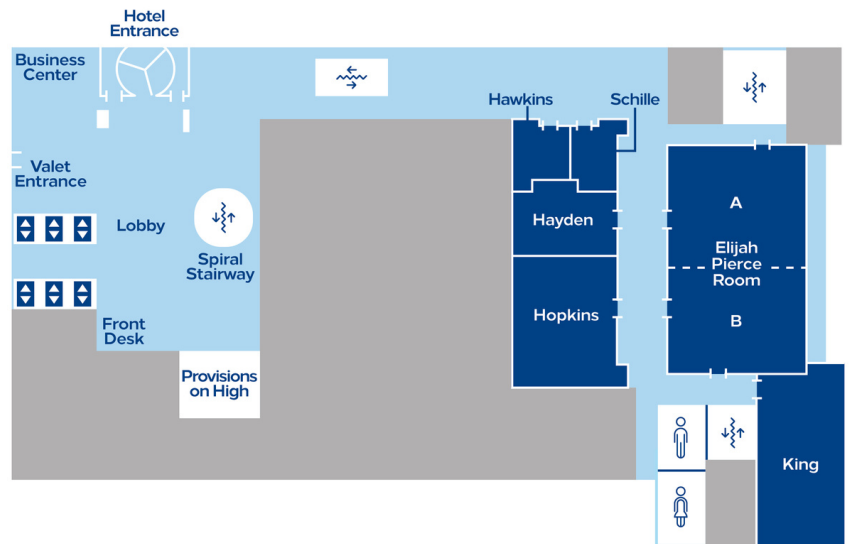 Hotel
Entrance
Business
Center
Hawkins
Schille
Valet
Entrance
Lobby
Spiral
Stairway
Hayden
A
Elijah
Pierce
Room
Hopkins
B
Front
Desk
Provisions
on High
King